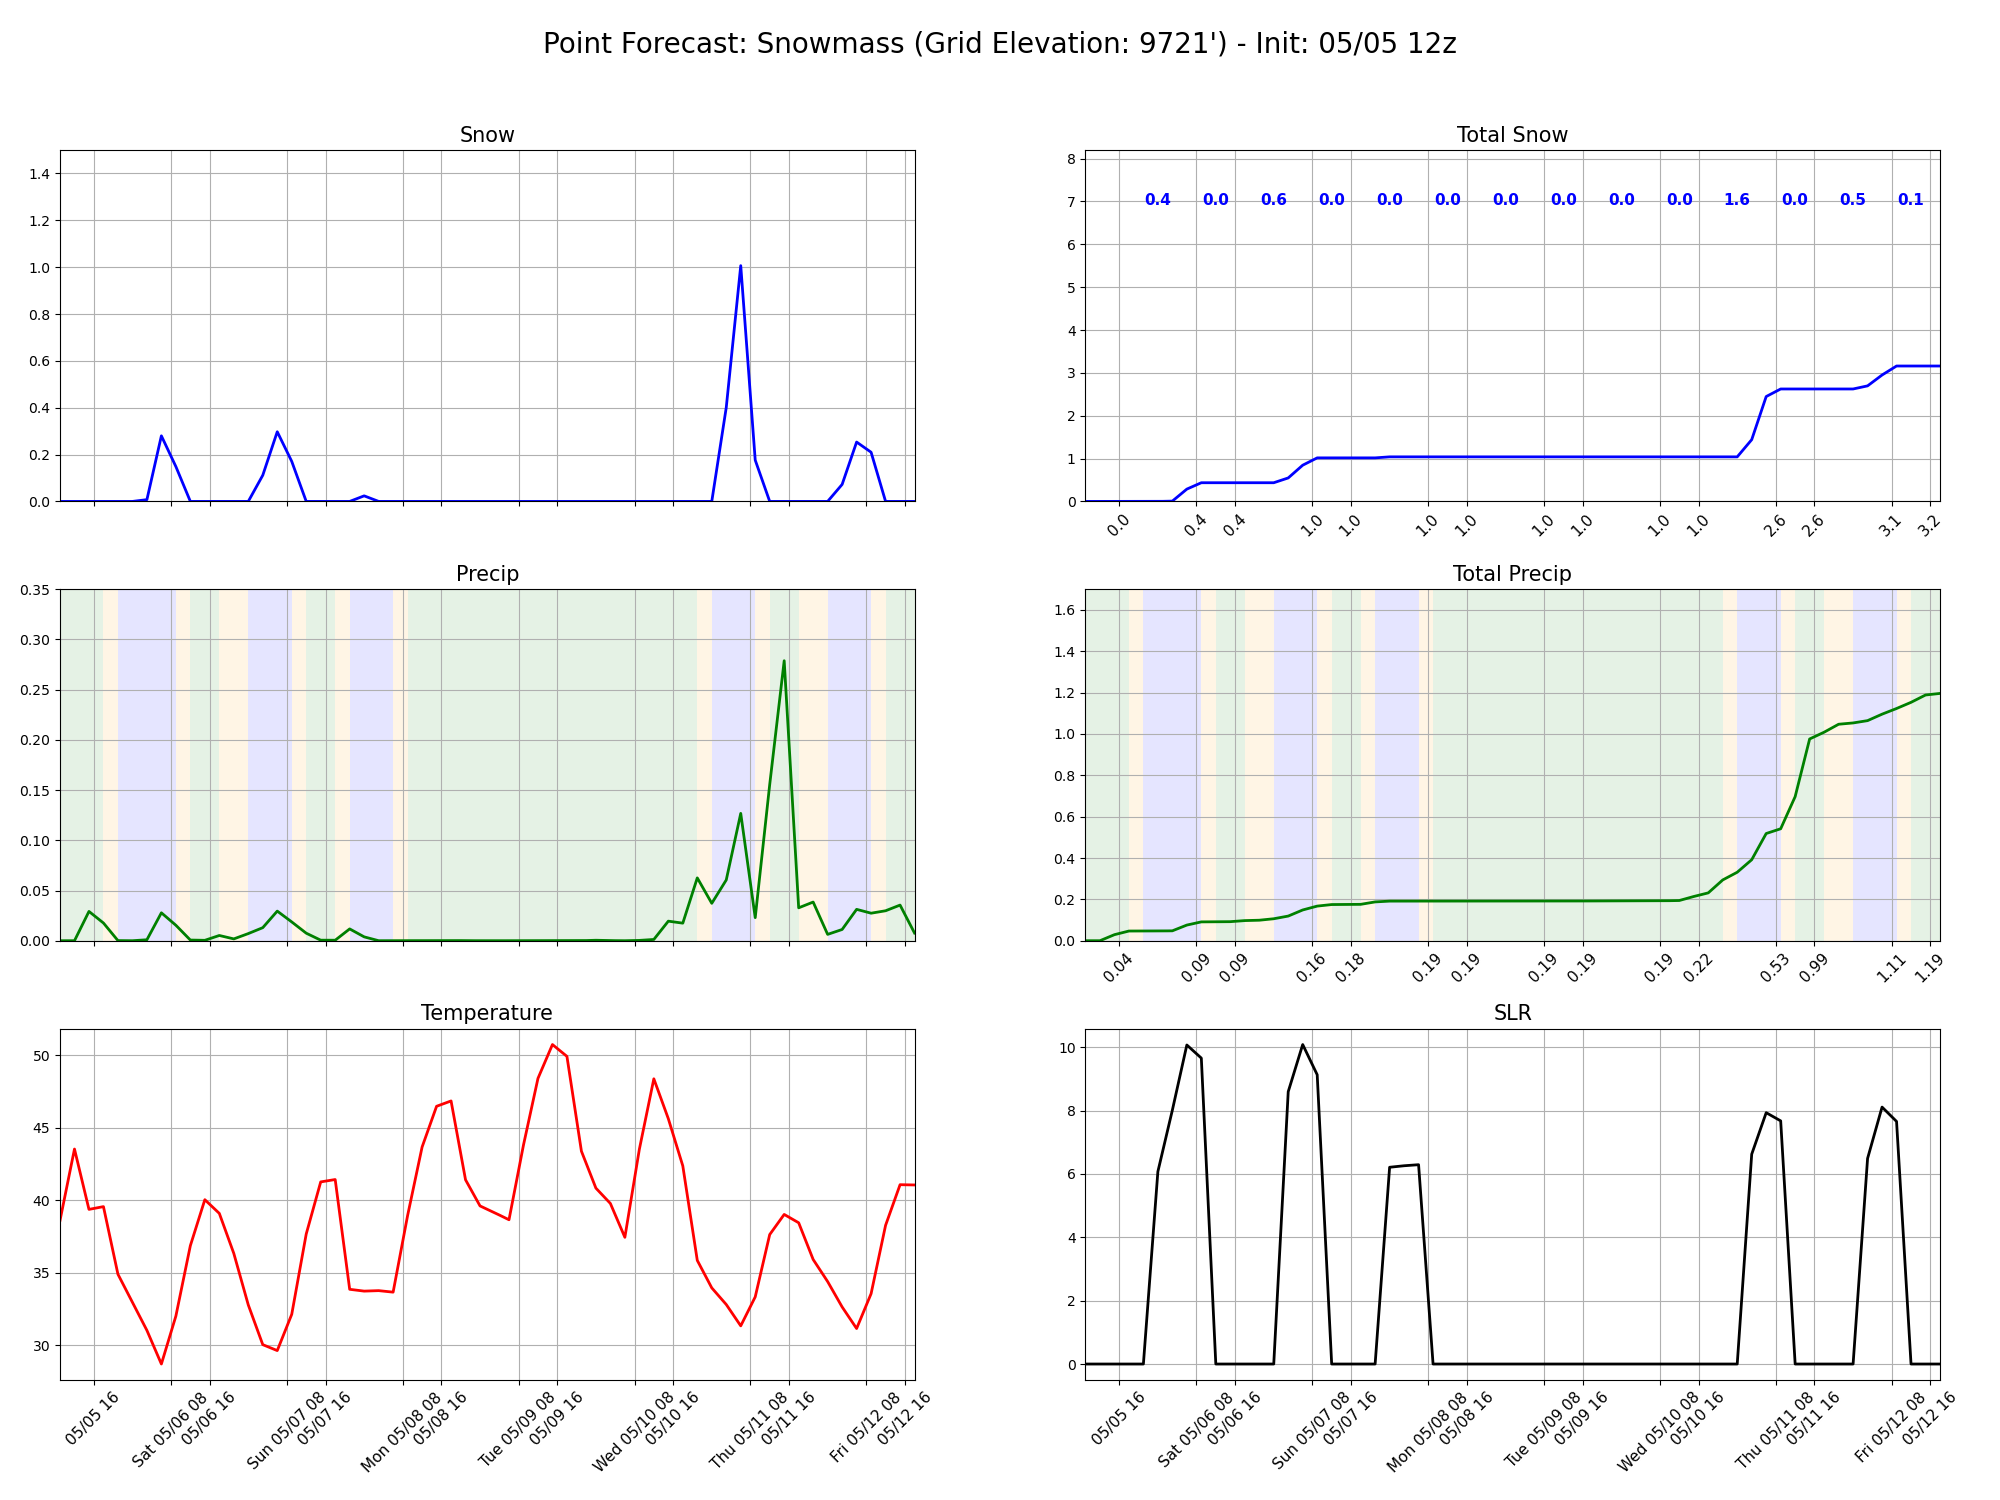 Point Forecast: Snowmass (Grid Elevation: 9721') - Init: 05/05 12z
Snow
1.4
1.2
1.0
0.8
0.6
0.4
0.2
0.0
Total Snow
8
7
6
5
4
3
2
1
0
0.4 0.0 0.6 0.0 0.0 0.0 0.0 0.0 0.0 0.0 1.6 0.0 0.5 0.1
0.0 0.4 0.4 1.0 1.0 1.0 1.0 1.0 1.0 1.0 1.0 2.6 2.6 3.1 3.2
Precip
0.35
0.30
0.25
0.20
0.15
0.10
0.05
0.00
Total Precip
1.6
1.4
1.2
1.0
0.8
0.6
0.4
0.2
0.0
0.04 0.09 0.09 0.16 0.18 0.19 0.19 0.19 0.19 0.19 0.22 0.53 0.99 1.11 1.19
Temperature
50
45
40
35
30
05/05 16
Sat 05/06 08
05/06 16
Sun 05/07 08
05/07 16
Mon 05/08 08
05/08 16
Tue 05/09 08
05/09 16
Wed 05/10 08
05/10 16
Thu 05/11 08
05/11 16
Fri 05/12 08
05/12 16
SLR
10
8
6
4
2
0
05/05 16
Sat 05/06 08
05/06 16
Sun 05/07 08
05/07 16
Mon 05/08 08
05/08 16
Tue 05/09 08
05/09 16
Wed 05/10 08
05/10 16
Thu 05/11 08
05/11 16
Fri 05/12 08
05/12 16